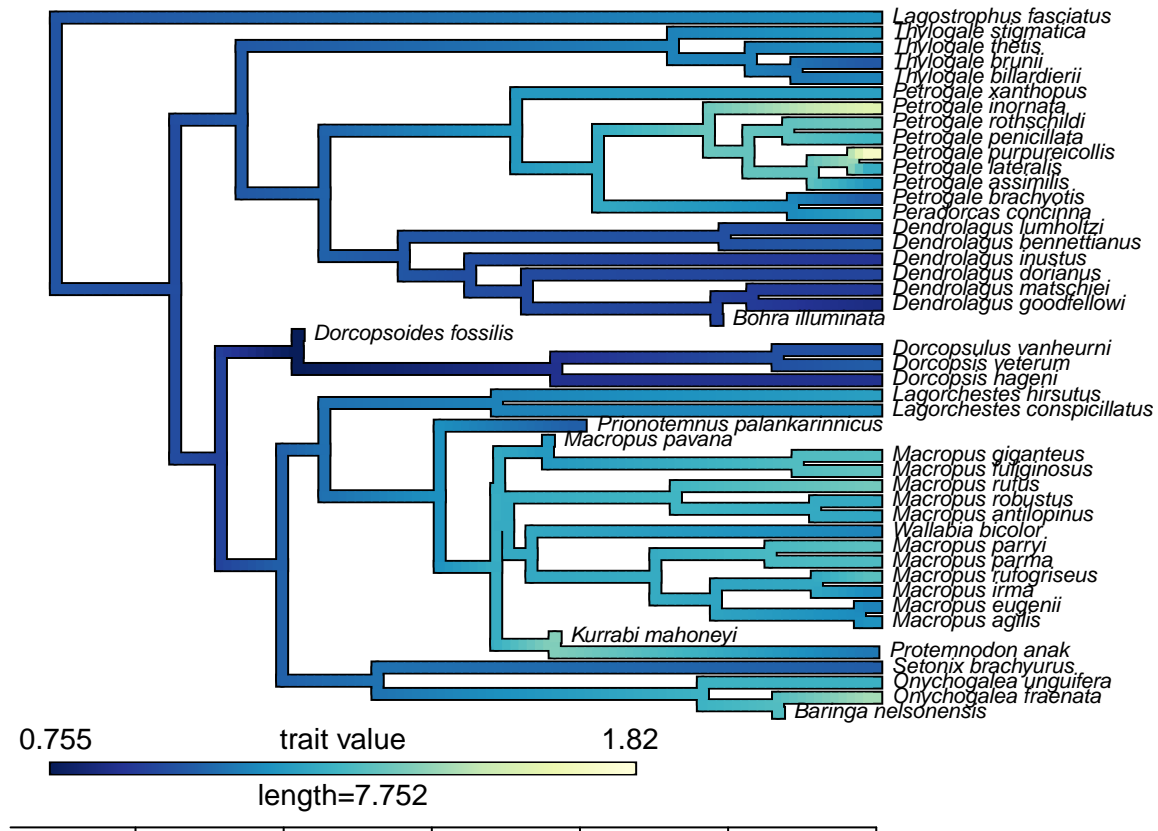 Lagostrophus fasciatus
Thylogale stigmatica
Thylogale thetis
Thylogale brunii
Thylogale billardierii
Petrogale xanthopus
Petrogale inornata
Petrogale rothschildi
Petrogale penicillata
Petrogale purpureicollis
Petrogale lateralis
Petrogale assimilis
Petrogale brachyotis
Peradorcas concinna
Dendrolagus lumholtzi
Dendrolagus bennettianus
Dendrolagus inustus
Dendrolagus dorianus
Dendrolagus matschiei
Dendrolagus goodfellowi
Bohra illuminata
Dorcopsoides fossilis
Dorcopsulus vanheurni
Dorcopsis veterum
Dorcopsis hageni
Lagorchestes hirsutus
Lagorchestes conspicillatus
Prionotemnus palankarinnicus
Macropus pavana
Macropus giganteus
Macropus fuliginosus
Macropus rufus
Macropus robustus
Macropus antilopinus
Wallabia bicolor
Macropus parryi
Macropus parma
Macropus rufogriseus
Macropus irma
Macropus eugenii
Macropus agilis
Kurrabi mahoneyi
Protemnodon anak
Setonix brachyurus
Onychogalea unguifera
Onychogalea fraenata
Baringa nelsonensis
0.755 trait value 1.82
length=7.752